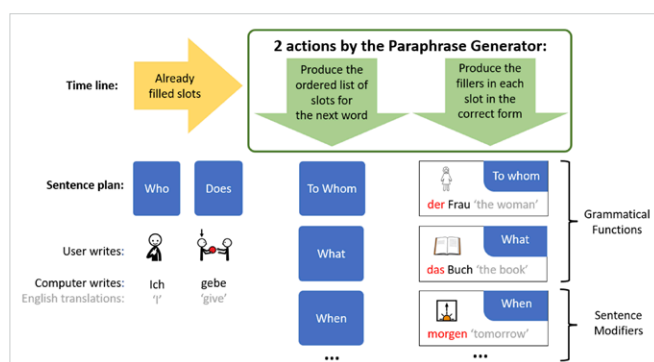 2 actions by the Paraphrase Generator:
Time line:
Already
filled slots
Produce the
ordered list of
slots for
the next word
Produce the
fillers in each
slot in the
correct form
Sentence plan:
Who
Does
To Whom
To whom
der Frau 'the woman'
Grammatical
Functions
User writes:
What
What
das Buch 'the book'
Computer writes:
Ich
gebe
English translations:
'I'
'give'
When
When
morgen 'tomorrow'
Sentence
Modifiers
...
...